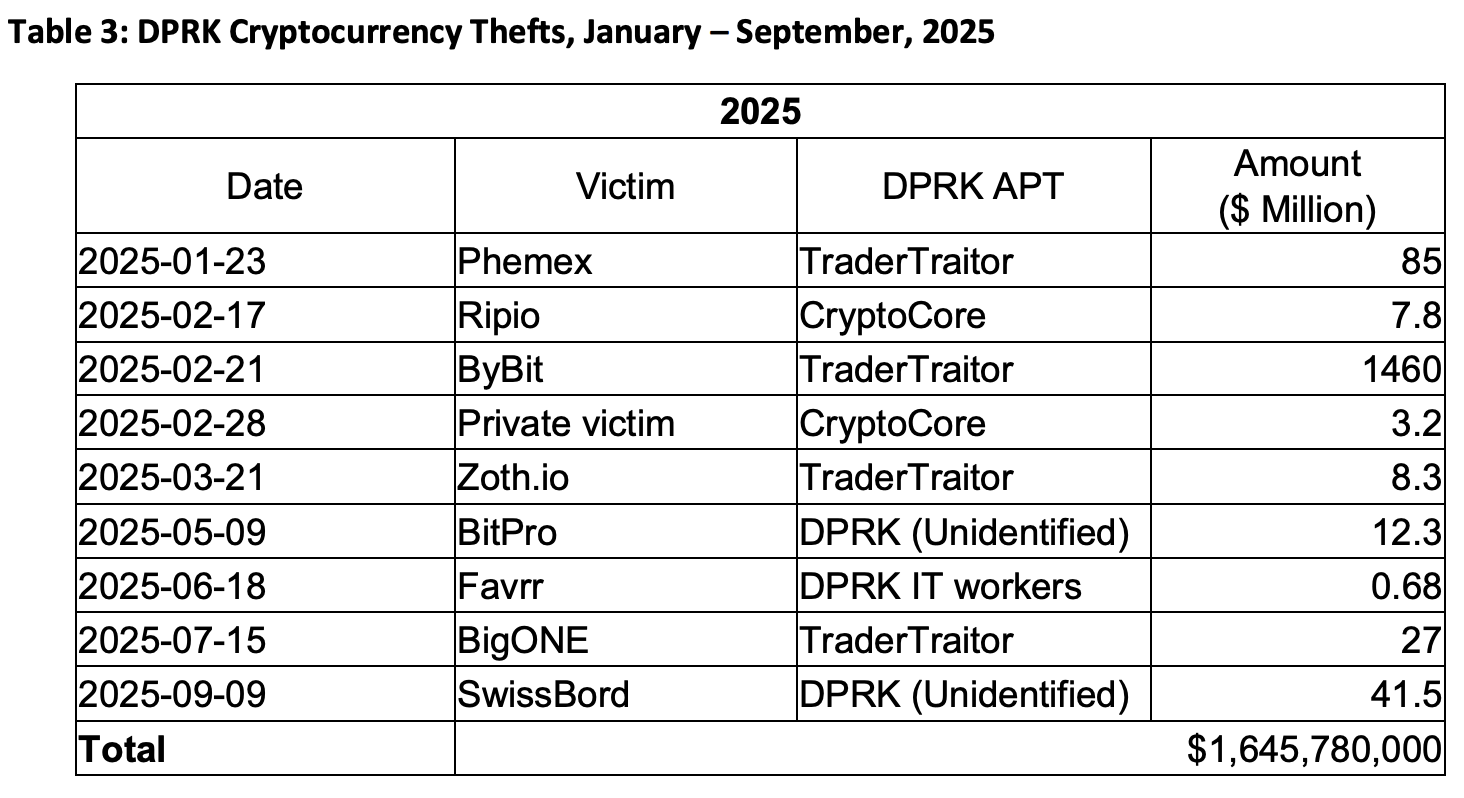 Table 3: DPRK Cryptocurrency Thefts, January – September, 2025
2025
Date Victim DPRK APT Amount
($ Million)
2025-01-23 Phemex TraderTraitor 85
2025-02-17 Ripio CryptoCore 7.8
2025-02-21 ByBit TraderTraitor 1460
2025-02-28 Private victim CryptoCore 3.2
2025-03-21 Zoth.io TraderTraitor 8.3
2025-05-09 BitPro DPRK (Unidentified) 12.3
2025-06-18 Favrr DPRK IT workers 0.68
2025-07-15 BigONE TraderTraitor 27
2025-09-09 SwissBord DPRK (Unidentified) 41.5
Total $1,645,780,000